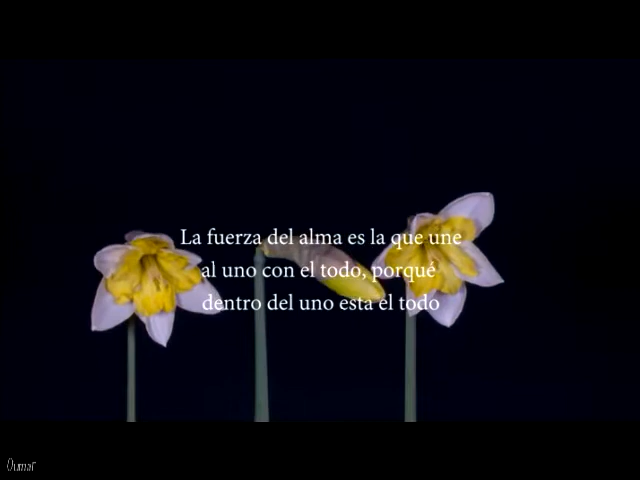 La fuerza del alma es la que une
al uno con el todo, porqué
dentro del uno esta el todo
Oumar